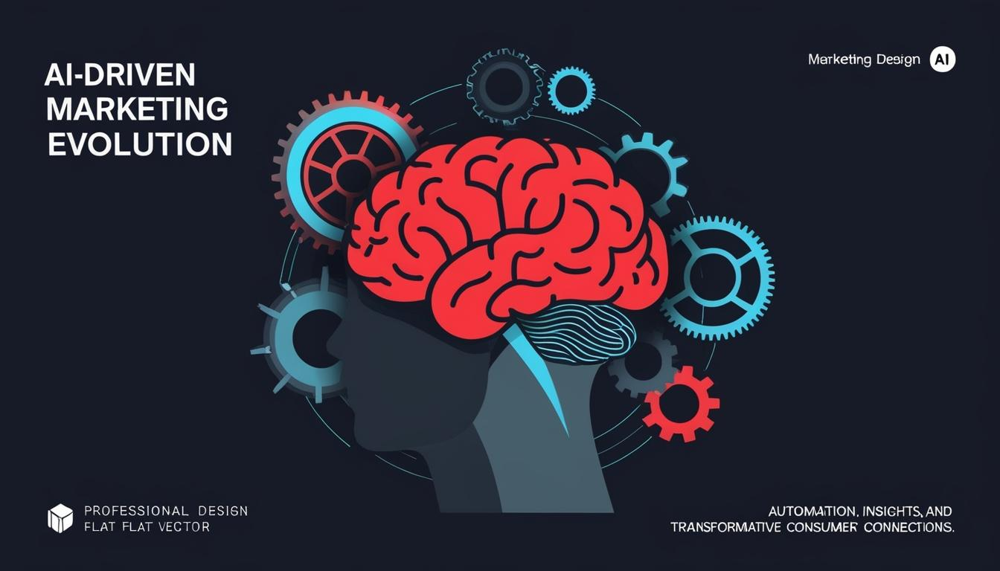 AI-DRIVEN
MARKETING
EVOLUTION
Marketing Design AI
PROFESSIONAL DESIGN
FLAT FLAT VECTOR
AUTOMATION, INSIGHTS, AND
TRANSFORMATIVE CONSUMER CONNECTIONS.